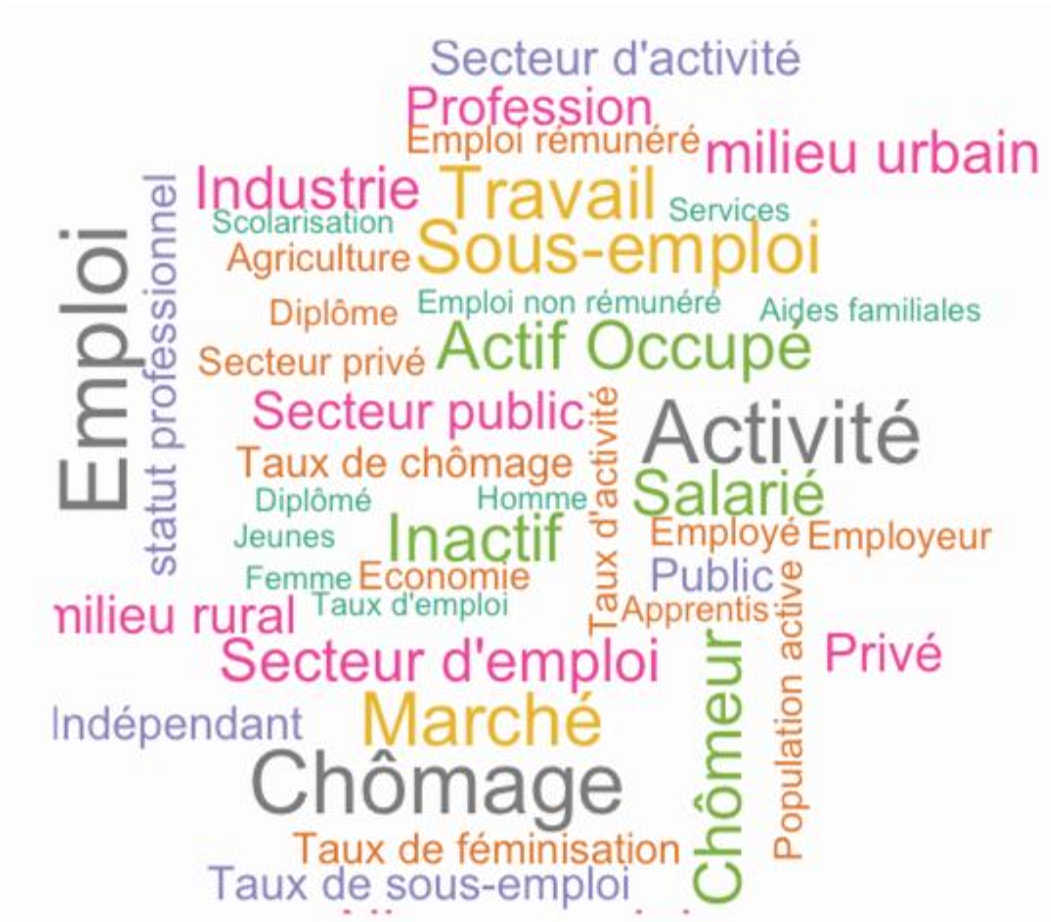 Secteur d'activité
Profession
Emploi rémunéré
milieu urbain
Industrie
Travail
Services
Scolarisation
Sous-emploi
Agriculture
Emploi
statut professionnel
Diplôme
Emploi non rémunéré
Aides familiales
Actif Occupé
Secteur privé
Secteur public
Taux d'activité
Activité
Taux de chômage
Salarié
Diplômé
Homme
Jeunes
Inactif
Employé
Employeur
Femme
Economie
Public
Taux d'emploi
Apprentis
Population active
milieu rural
Secteur d'emploi
Chômeur
Privé
Indépendant
Marché
Chômage
Taux de féminisation
Taux de sous-emploi